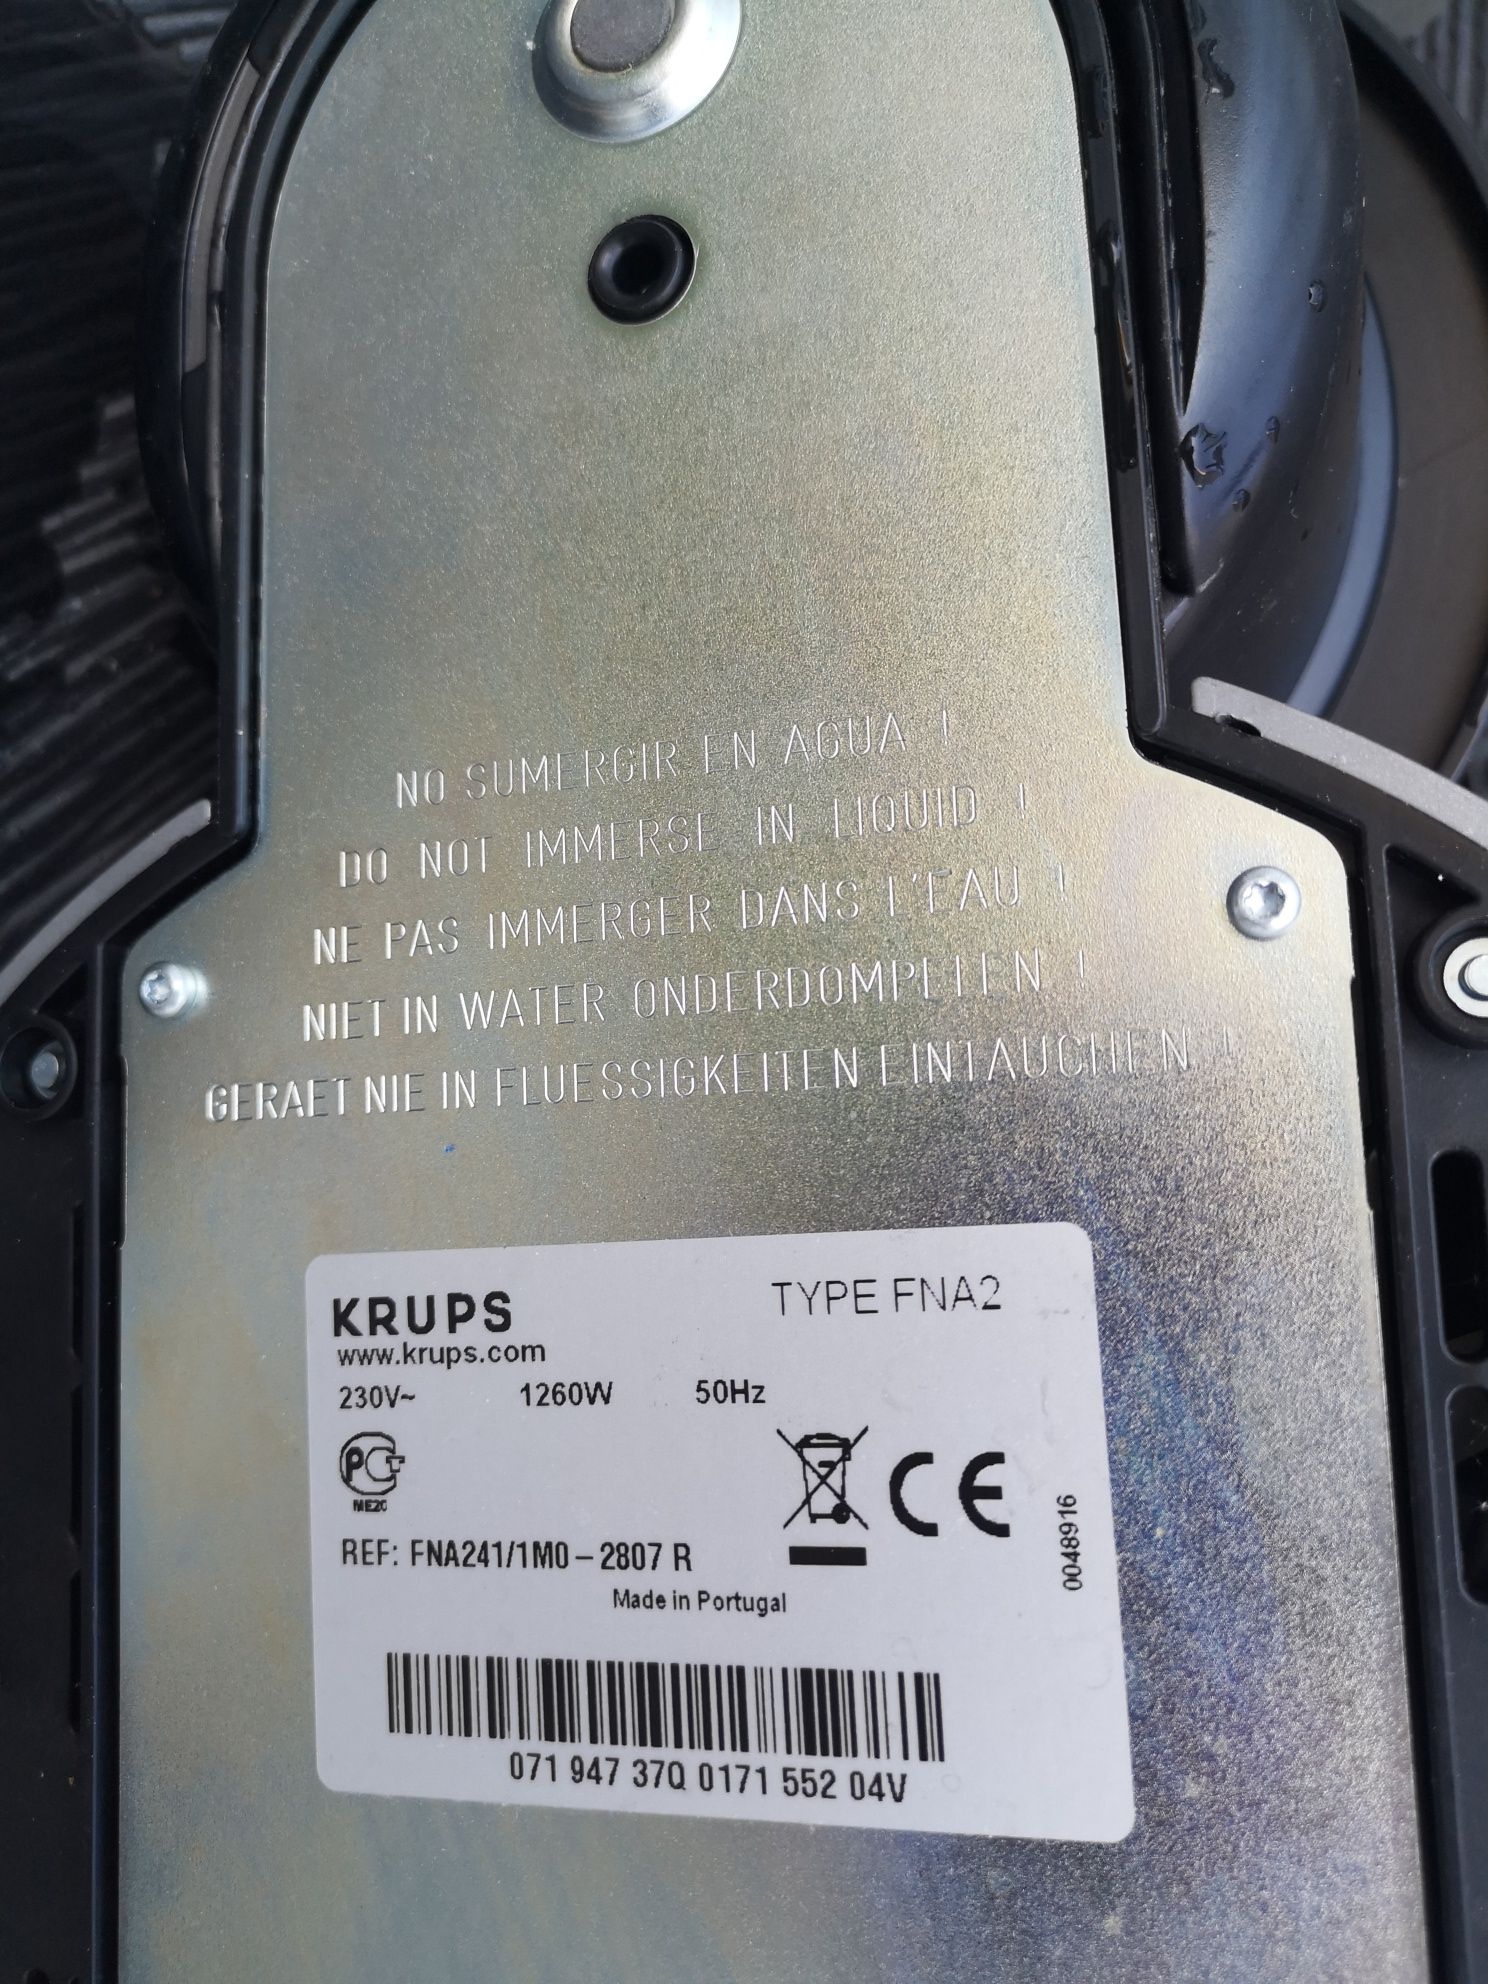 NO SUMERGIR EN AGUA !
DO NOT IMMERSE IN LIQUID !
NE PAS IMMERGER DANS L'EAU !
NIET IN WATER ONDERDOMPELEN !
GERAET NIE IN FLUESSIGKEITEN EINTAUCHEN !
KRUPS
TYPE FNA2
www.krups.com
230V~ 1260W 50Hz
PCT
ME20
CE
0048916
REF: FNA241/1M0-2807 R
Made in Portugal
071 947 37Q 0171 552 04V